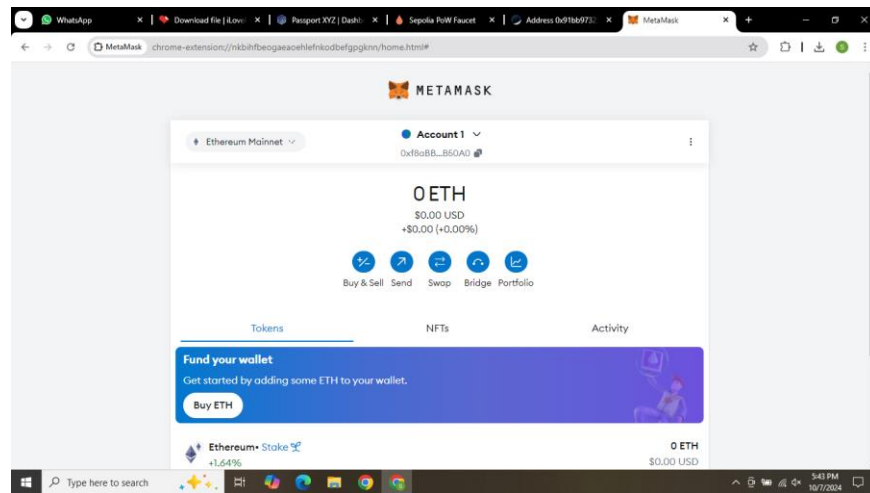 WhatsApp
Download file | iLove
Passport XYZ | Dashb
Sepolia PoW Faucet
Address 0x91bb9732
MetaMask
MetaMask
chrome-extension://nkbihfbeogaeaoehlefnkodbefgpgknn/home.html#
METAMASK
Ethereum Mainnet
Account 1
0xf8aBB...B60A0
0 ETH
$0.00 USD
+$0.00 (+0.00%)
Buy & Sell Send Swap Bridge Portfolio
Tokens NFTs Activity
Fund your wallet
Get started by adding some ETH to your wallet.
Buy ETH
Ethereum• Stake
0 ETH
+1.64%
$0.00 USD
Type here to search
5:43 PM
10/7/2024